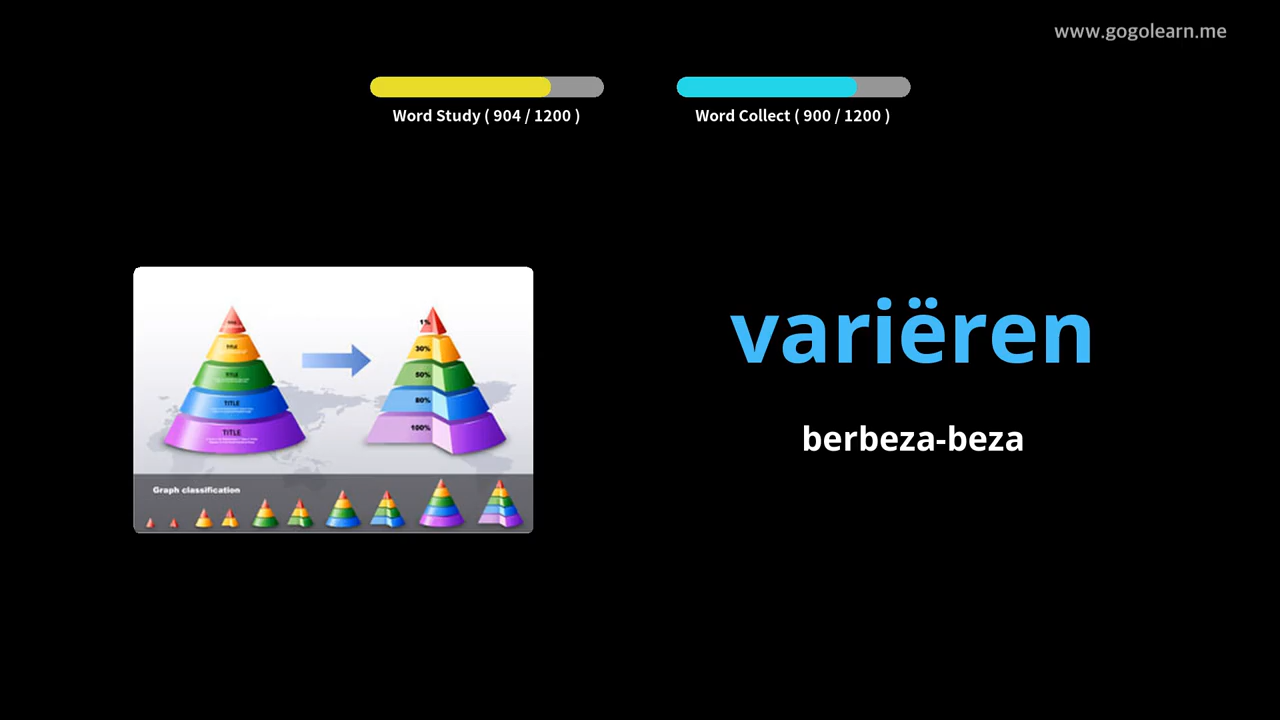 www.gogolearn.me
Word Study ( 904 / 1200 )
Word Collect ( 900 / 1200 )
variëren
berbeza-beza
TITLE
TITLE
TITLE
TITLE
1%
30%
50%
80%
100%
Graph classification